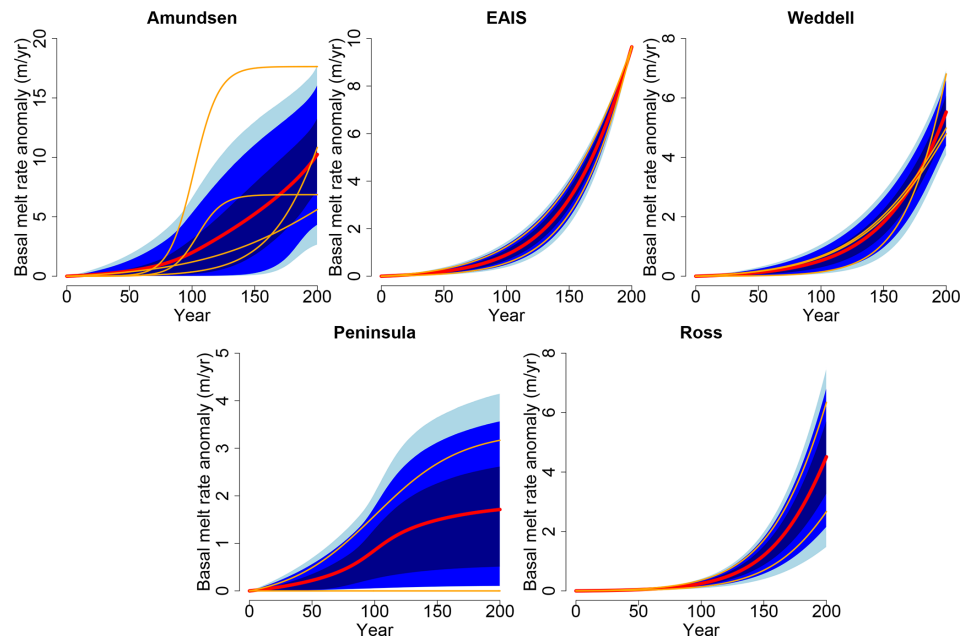 Amundsen
Basal melt rate anomaly (m/yr)
0 5 10 15 20
0 50 100 150 200
Year
EAIS
Basal melt rate anomaly (m/yr)
0 2 4 6 8 10
0 50 100 150 200
Year
Weddell
Basal melt rate anomaly (m/yr)
0 2 4 6 8
0 50 100 150 200
Year
Peninsula
Basal melt rate anomaly (m/yr)
0 1 2 3 4 5
0 50 100 150 200
Year
Ross
Basal melt rate anomaly (m/yr)
0 2 4 6 8
0 50 100 150 200
Year